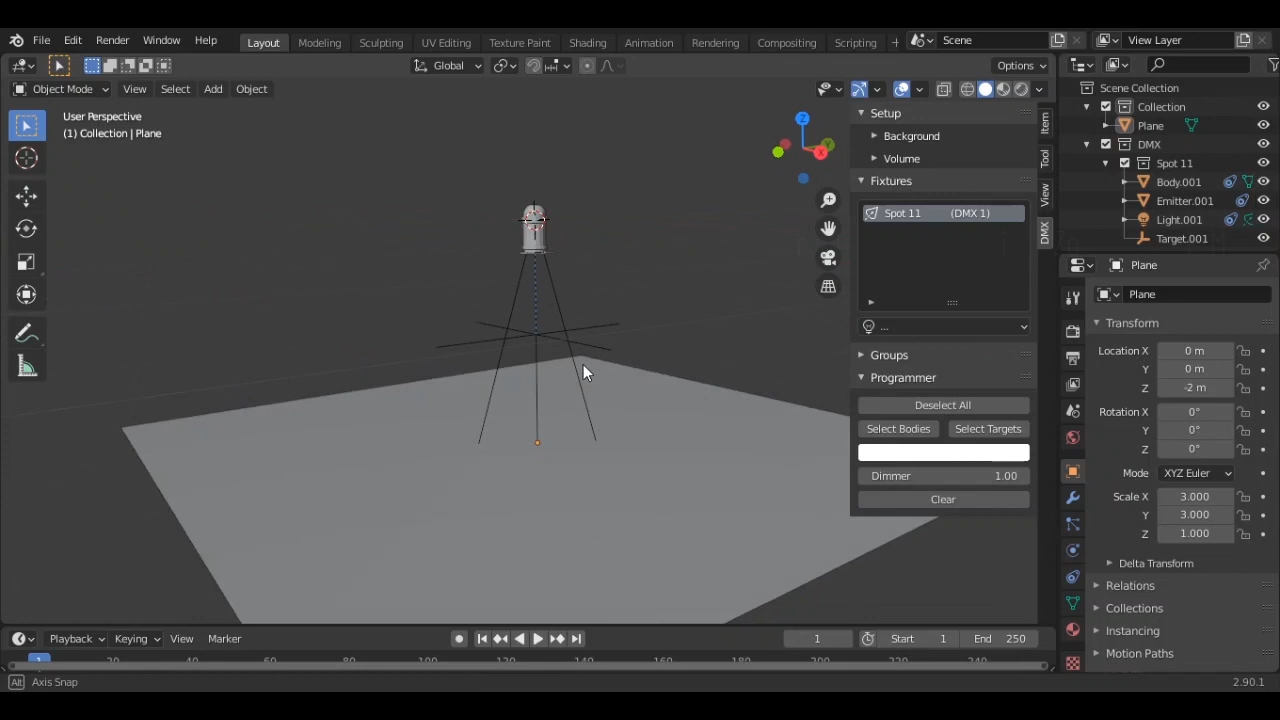 File Edit Render Window Help Layout Modeling Sculpting UV Editing Texture Paint Shading Animation Rendering Compositing Scripting + Scene View Layer
Global Options
Object Mode View Select Add Object
User Perspective
(1) Collection | Plane
Z
X
Y
Setup
Background
Volume
Fixtures
Spot 11 (DMX 1)
...
Groups
Programmer
Deselect All
Select Bodies Select Targets
Dimmer 1.00
Clear
Item
Tool
View
DMX
Scene Collection
Collection
Plane
DMX
Spot 11
Body.001
Emitter.001
Light.001
Target.001
Plane
Plane
Transform
Location X 0 m
Y 0 m
Z -2 m
Rotation X 0°
Y 0°
Z 0°
Mode XYZ Euler
Scale X 3.000
Y 3.000
Z 1.000
Delta Transform
Relations
Collections
Instancing
Motion Paths
Playback Keying View Marker 1 Start 1 End 250
1 20 40 60 80 100 120 140 160 180 200 220 240
Alt Axis Snap 2.90.1